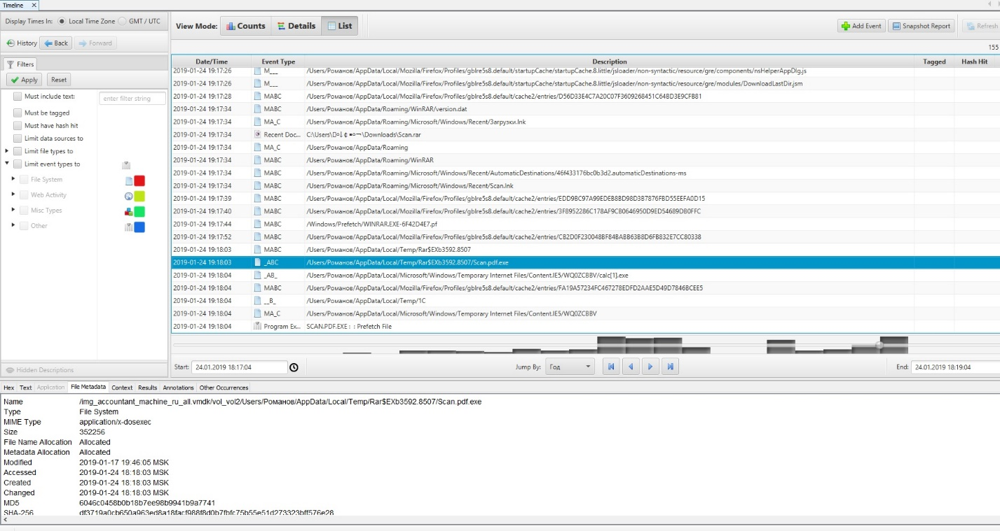 Timeline
Display Times In: Local Time Zone GMT / UTC
View Mode: Counts Details List
Add Event Snapshot Report Refresh
History Back Forward
155
Filters
Apply Reset
Must include text: enter filter string
Must be tagged
Must have hash hit
Limit data sources to
Limit file types to
Limit event types to
File System
Web Activity
Misc Types
Other
Hidden Descriptions
Date/Time Event Type Description Tagged Hash Hit
2019-01-24 19:17:26 M___ /Users/Романов/AppData/Local/Mozilla/Firefox/Profiles/gblre5s8.default/startupCache/startupCache.8.little/jsloader/non-syntactic/resource/gre/components/nsHelperAppDlg.js
2019-01-24 19:17:26 M___ /Users/Романов/AppData/Local/Mozilla/Firefox/Profiles/gblre5s8.default/startupCache/startupCache.8.little/jsloader/non-syntactic/resource/gre/modules/DownloadLastDir.jsm
2019-01-24 19:17:28 MABC /Users/Романов/AppData/Local/Mozilla/Firefox/Profiles/gblre5s8.default/cache2/entries/D56D33E4C7A20C07F3609268451C64BD3E9CFB81
2019-01-24 19:17:34 MABC /Users/Романов/AppData/Roaming/WinRAR/version.dat
2019-01-24 19:17:34 MA_C /Users/Романов/AppData/Roaming/Microsoft/Windows/Recent/Загрузки.lnk
2019-01-24 19:17:34 Recent Doc... \Downloads\Scan.rar
2019-01-24 19:17:34 MA_C /Users/Романов/AppData/Roaming
2019-01-24 19:17:34 MABC /Users/Романов/AppData/Roaming/WinRAR
2019-01-24 19:17:34 MABC /Users/Романов/AppData/Roaming/Microsoft/Windows/Recent/AutomaticDestinations/46f433176bc0b3d2.automaticDestinations-ms
2019-01-24 19:17:34 MABC /Users/Романов/AppData/Roaming/Microsoft/Windows/Recent/Scan.lnk
2019-01-24 19:17:39 MABC /Users/Романов/AppData/Local/Mozilla/Firefox/Profiles/gblre5s8.default/cache2/entries/EDD9BC97A99EDEB8BD98D3B7876FBD55EEFA0D15
2019-01-24 19:17:40 MABC /Users/Романов/AppData/Local/Mozilla/Firefox/Profiles/gblre5s8.default/cache2/entries/3F8952286C178AF9CB0646950D9ED54689DB0FFC
2019-01-24 19:17:44 MABC /Windows/Prefetch/WINRAR.EXE-6F42D4E7.pf
2019-01-24 19:17:52 MABC /Users/Романов/AppData/Local/Mozilla/Firefox/Profiles/gblre5s8.default/cache2/entries/CB2D0F230048BF84BABB63B8D6FB832E7CC80338
2019-01-24 19:18:03 MABC /Users/Романов/AppData/Local/Temp/Rar$EXb3592.8507
2019-01-24 19:18:03 _ABC /Users/Романов/AppData/Local/Temp/Rar$EXb3592.8507/Scan.pdf.exe
2019-01-24 19:18:04 _AB_ /Users/Романов/AppData/Local/Microsoft/Windows/Temporary Internet Files/Content.IE5/WQ0ZCBBV/calc[1].exe
2019-01-24 19:18:04 MABC /Users/Романов/AppData/Local/Mozilla/Firefox/Profiles/gblre5s8.default/cache2/entries/FA19A57234FC467278EDFD2AAE5D49D7846BCEE5
2019-01-24 19:18:04 __B_ /Users/Романов/AppData/Local/Temp/1C
2019-01-24 19:18:04 MA_C /Users/Романов/AppData/Local/Microsoft/Windows/Temporary Internet Files/Content.IE5/WQ0ZCBBV
2019-01-24 19:18:04 Program Ex... SCAN.PDF.EXE : : Prefetch File
Start: 24.01.2019 18:17:04 Jump By: Год End: 24.01.2019 18:19:04
Hex Text Application File Metadata Context Results Annotations Other Occurrences
Name /img_accountant_machine_ru_all.vmdk/vol_vol2/Users/Романов/AppData/Local/Temp/Rar$EXb3592.8507/Scan.pdf.exe
Type File System
MIME Type application/x-dosexec
Size 352256
File Name Allocation Allocated
Metadata Allocation Allocated
Modified 2019-01-17 19:46:05 MSK
Accessed 2019-01-24 18:18:03 MSK
Created 2019-01-24 18:18:03 MSK
Changed 2019-01-24 18:18:03 MSK
MD5 6046c0458b0b18b7ee98b9941b9a7741
SHA-256 df3719a0cb650a963ed8a18facf988f8d0b7fbfc75b55e51d273323bff576e28